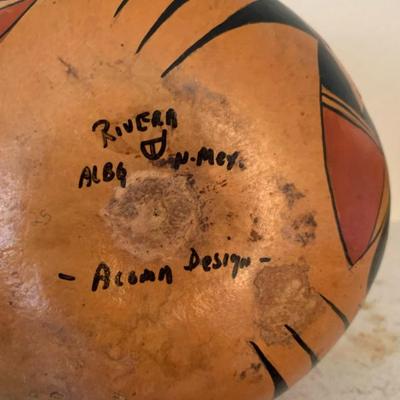 RIVERA
ALBQ N. Mex.
- ACOMA Design -